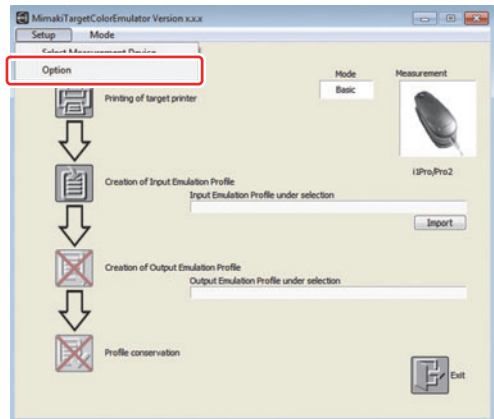 MimakiTargetColorEmulator Version x.x.x
Setup Mode
Select Measurement Device
Option
Mode
Measurement
Basic
Printing of target printer
i1Pro/Pro2
Creation of Input Emulation Profile
Input Emulation Profile under selection
Import
Creation of Output Emulation Profile
Output Emulation Profile under selection
Profile conservation
Exit